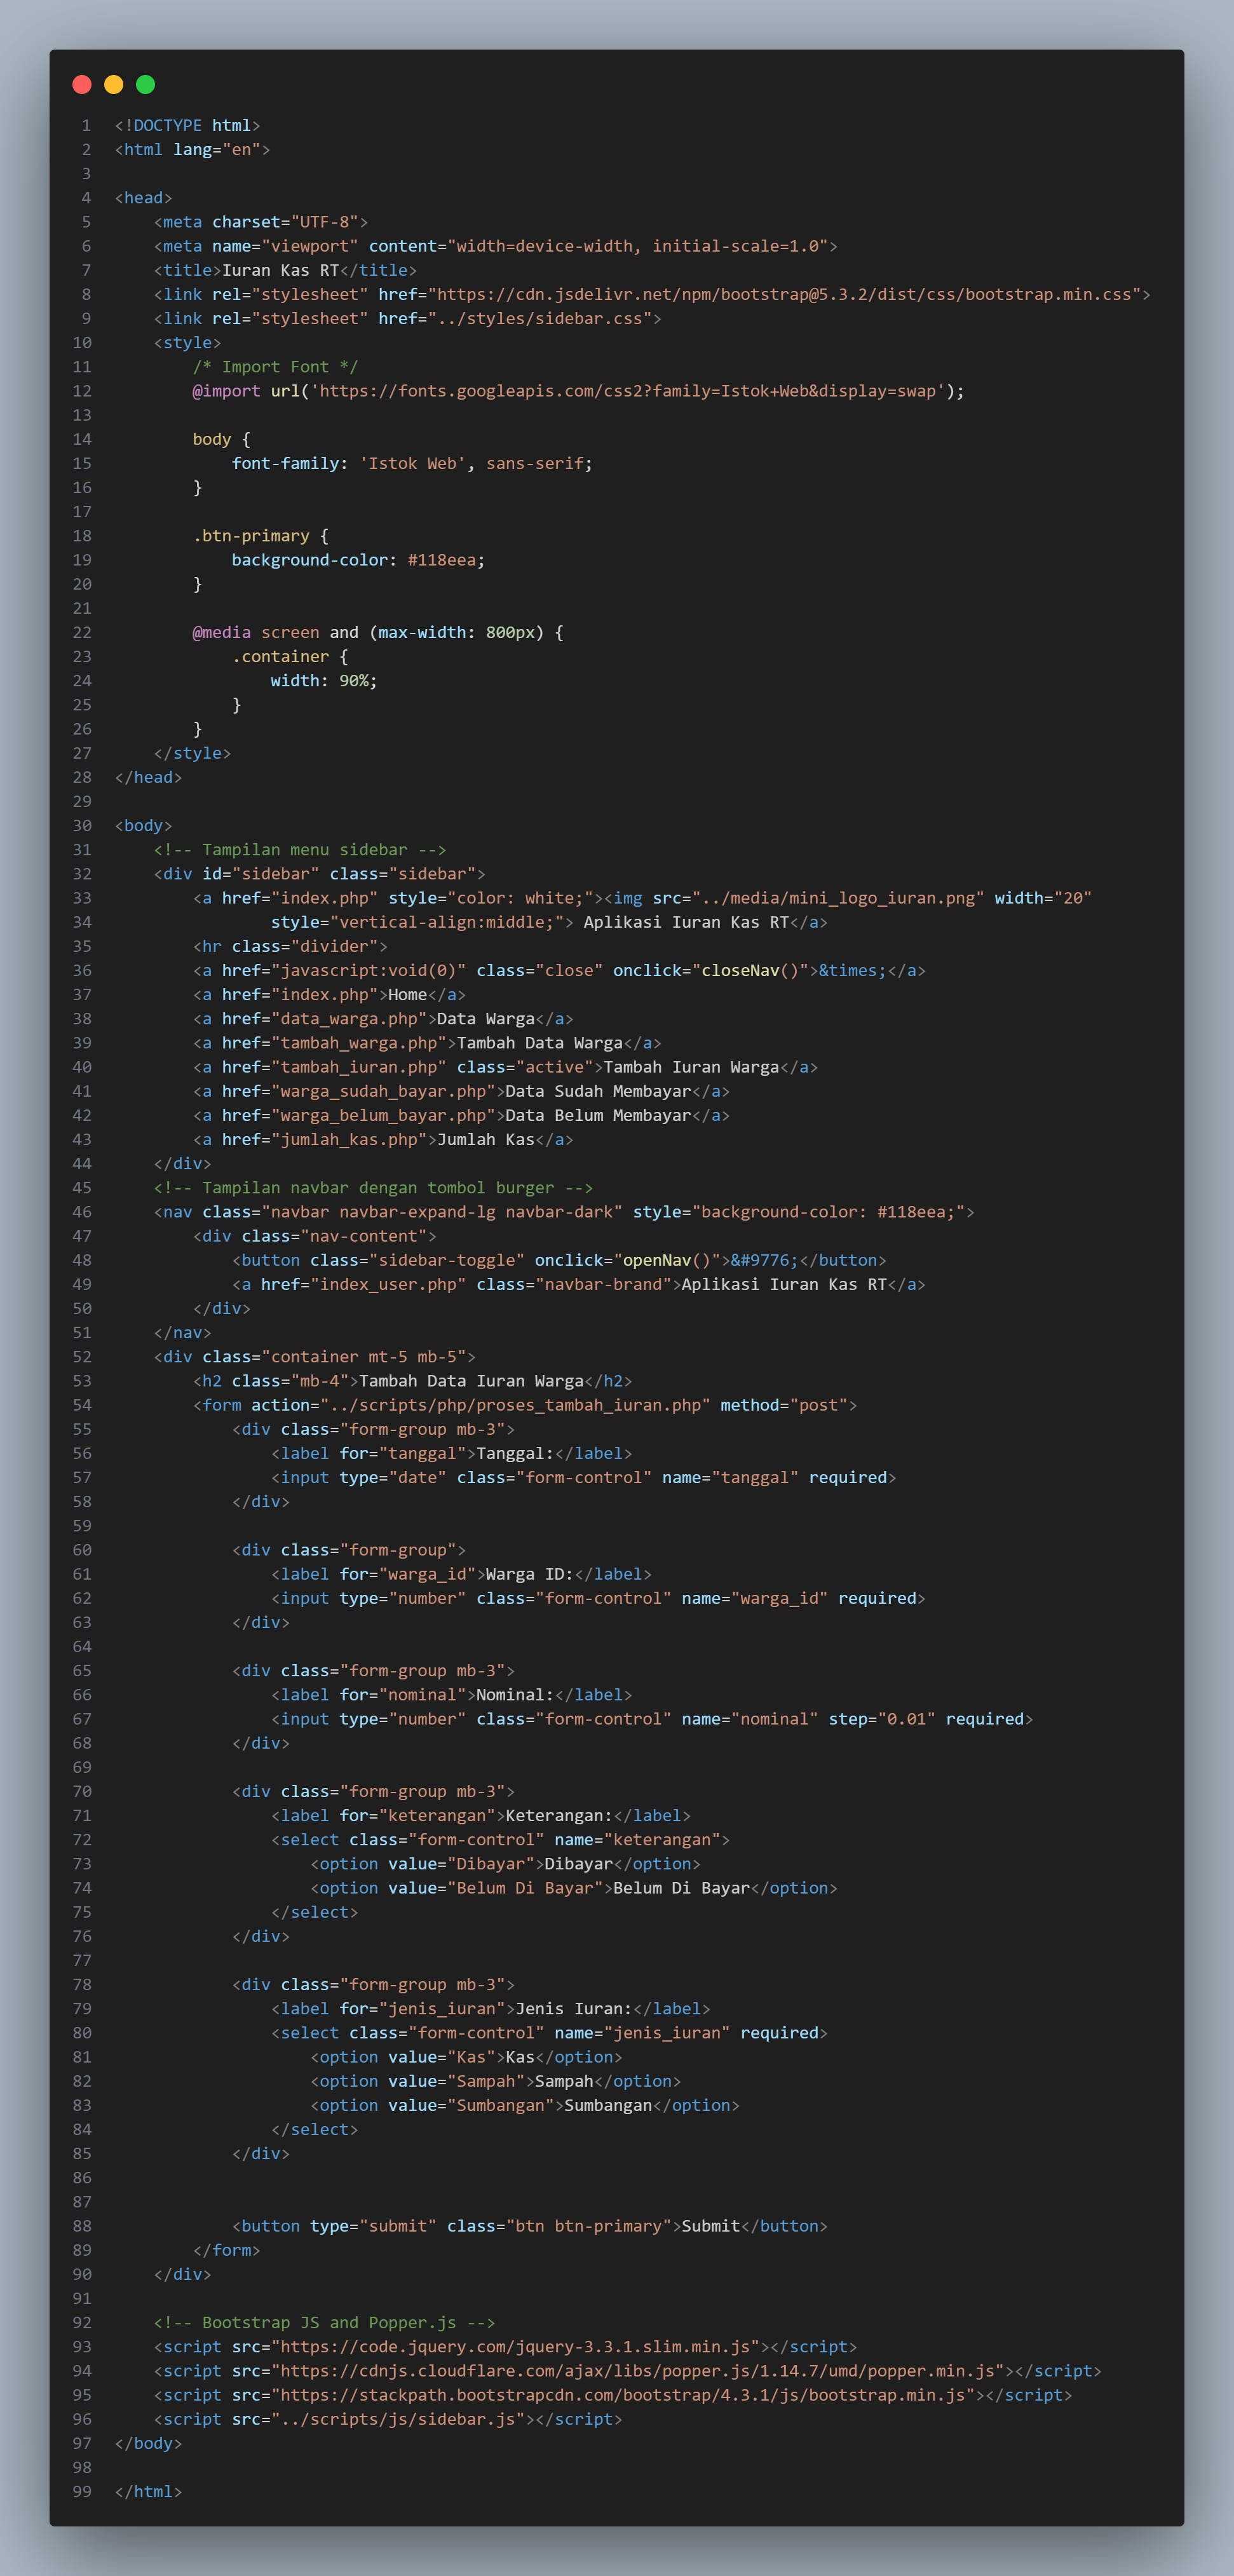 1 <!DOCTYPE html>
2 <html lang="en">
3
4 <head>
5     <meta charset="UTF-8">
6     <meta name="viewport" content="width=device-width, initial-scale=1.0">
7     <title>Iuran Kas RT</title>
8     <link rel="stylesheet" href="https://cdn.jsdelivr.net/npm/bootstrap@5.3.2/dist/css/bootstrap.min.css">
9     <link rel="stylesheet" href="../styles/sidebar.css">
10     <style>
11         /* Import Font */
12         @import url('https://fonts.googleapis.com/css2?family=Istok+Web&display=swap');
13
14         body {
15             font-family: 'Istok Web', sans-serif;
16         }
17
18         .btn-primary {
19             background-color: #118eea;
20         }
21
22         @media screen and (max-width: 800px) {
23             .container {
24                 width: 90%;
25             }
26         }
27     </style>
28 </head>
29
30 <body>
31     <!-- Tampilan menu sidebar -->
32     <div id="sidebar" class="sidebar">
33         <a href="index.php" style="color: white;"><img src="../media/mini_logo_iuran.png" width="20"
34                 style="vertical-align:middle;"> Aplikasi Iuran Kas RT</a>
35         <hr class="divider">
36         <a href="javascript:void(0)" class="close" onclick="closeNav()">&times;</a>
37         <a href="index.php">Home</a>
38         <a href="data_warga.php">Data Warga</a>
39         <a href="tambah_warga.php">Tambah Data Warga</a>
40         <a href="tambah_iuran.php" class="active">Tambah Iuran Warga</a>
41         <a href="warga_sudah_bayar.php">Data Sudah Membayar</a>
42         <a href="warga_belum_bayar.php">Data Belum Membayar</a>
43         <a href="jumlah_kas.php">Jumlah Kas</a>
44     </div>
45     <!-- Tampilan navbar dengan tombol burger -->
46     <nav class="navbar navbar-expand-lg navbar-dark" style="background-color: #118eea;">
47         <div class="nav-content">
48             <button class="sidebar-toggle" onclick="openNav()">&#9776;</button>
49             <a href="index_user.php" class="navbar-brand">Aplikasi Iuran Kas RT</a>
50         </div>
51     </nav>
52     <div class="container mt-5 mb-5">
53         <h2 class="mb-4">Tambah Data Iuran Warga</h2>
54         <form action="../scripts/php/proses_tambah_iuran.php" method="post">
55             <div class="form-group mb-3">
56                 <label for="tanggal">Tanggal:</label>
57                 <input type="date" class="form-control" name="tanggal" required>
58             </div>
59
60             <div class="form-group">
61                 <label for="warga_id">Warga ID:</label>
62                 <input type="number" class="form-control" name="warga_id" required>
63             </div>
64
65             <div class="form-group mb-3">
66                 <label for="nominal">Nominal:</label>
67                 <input type="number" class="form-control" name="nominal" step="0.01" required>
68             </div>
69
70             <div class="form-group mb-3">
71                 <label for="keterangan">Keterangan:</label>
72                 <select class="form-control" name="keterangan">
73                     <option value="Dibayar">Dibayar</option>
74                     <option value="Belum Di Bayar">Belum Di Bayar</option>
75                 </select>
76             </div>
77
78             <div class="form-group mb-3">
79                 <label for="jenis_iuran">Jenis Iuran:</label>
80                 <select class="form-control" name="jenis_iuran" required>
81                     <option value="Kas">Kas</option>
82                     <option value="Sampah">Sampah</option>
83                     <option value="Sumbangan">Sumbangan</option>
84                 </select>
85             </div>
86
87
88             <button type="submit" class="btn btn-primary">Submit</button>
89         </form>
90     </div>
91
92     <!-- Bootstrap JS and Popper.js -->
93     <script src="https://code.jquery.com/jquery-3.3.1.slim.min.js"></script>
94     <script src="https://cdnjs.cloudflare.com/ajax/libs/popper.js/1.14.7/umd/popper.min.js"></script>
95     <script src="https://stackpath.bootstrapcdn.com/bootstrap/4.3.1/js/bootstrap.min.js"></script>
96     <script src="../scripts/js/sidebar.js"></script>
97 </body>
98
99 </html>